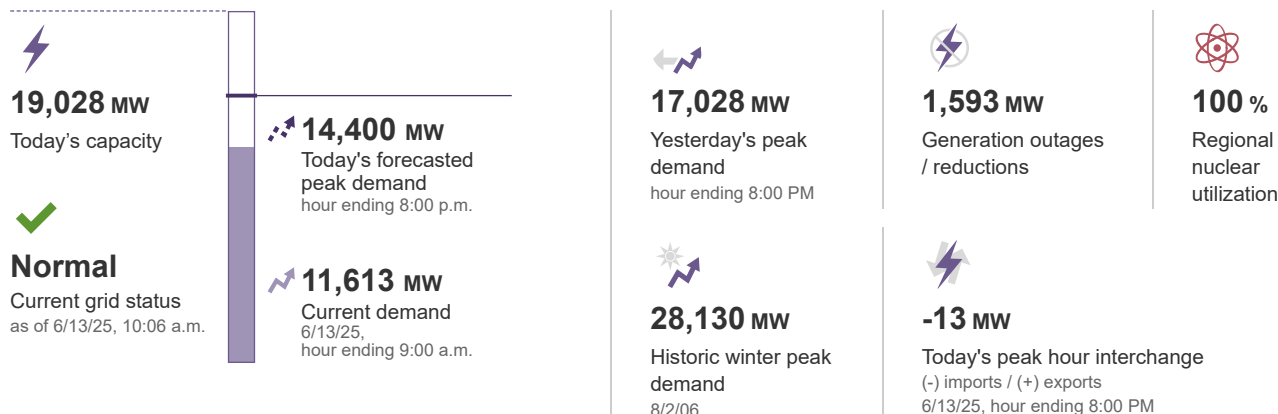 19,028 MW
Today's capacity
Normal
Current grid status
as of 6/13/25, 10:06 a.m.
14,400 MW
Today's forecasted
peak demand
hour ending 8:00 p.m.
11,613 MW
Current demand
6/13/25,
hour ending 9:00 a.m.
17,028 MW
Yesterday's peak
demand
hour ending 8:00 PM
1,593 MW
Generation outages
/ reductions
100 %
Regional
nuclear
utilization
28,130 MW
Historic winter peak
demand
8/2/06
-13 MW
Today's peak hour interchange
(-) imports / (+) exports
6/13/25, hour ending 8:00 PM